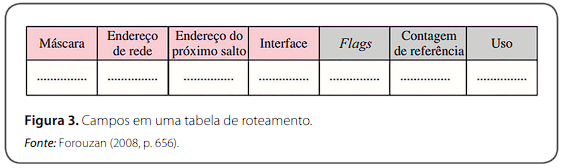 Máscara
Endereço
de rede
Endereço do
próximo salto
Interface
Flags
Contagem
de referência
Uso
............... ............... ............... ............... ............... ............... ...............
Figura 3. Campos em uma tabela de roteamento.
Fonte: Forouzan (2008, p. 656).